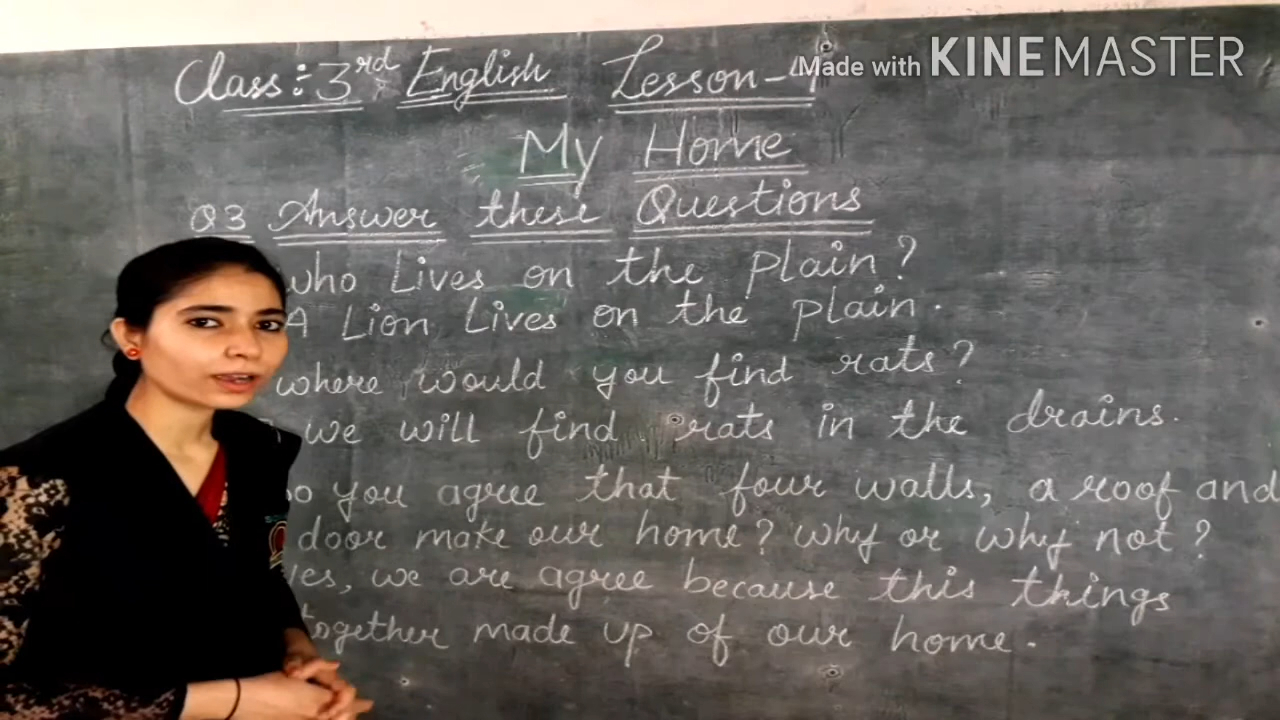 Class:- 3rd English Lesson-4
Made with KINEMASTER
My Home
Q3 Answer these Questions
who Lives on the plain?
A Lion Lives on the plain.
where would you find rats?
we will find rats in the drains.
you agree that four walls, a roof and
door make our home? Why or why not?
Yes, we are agree because this things
together made up of our home.